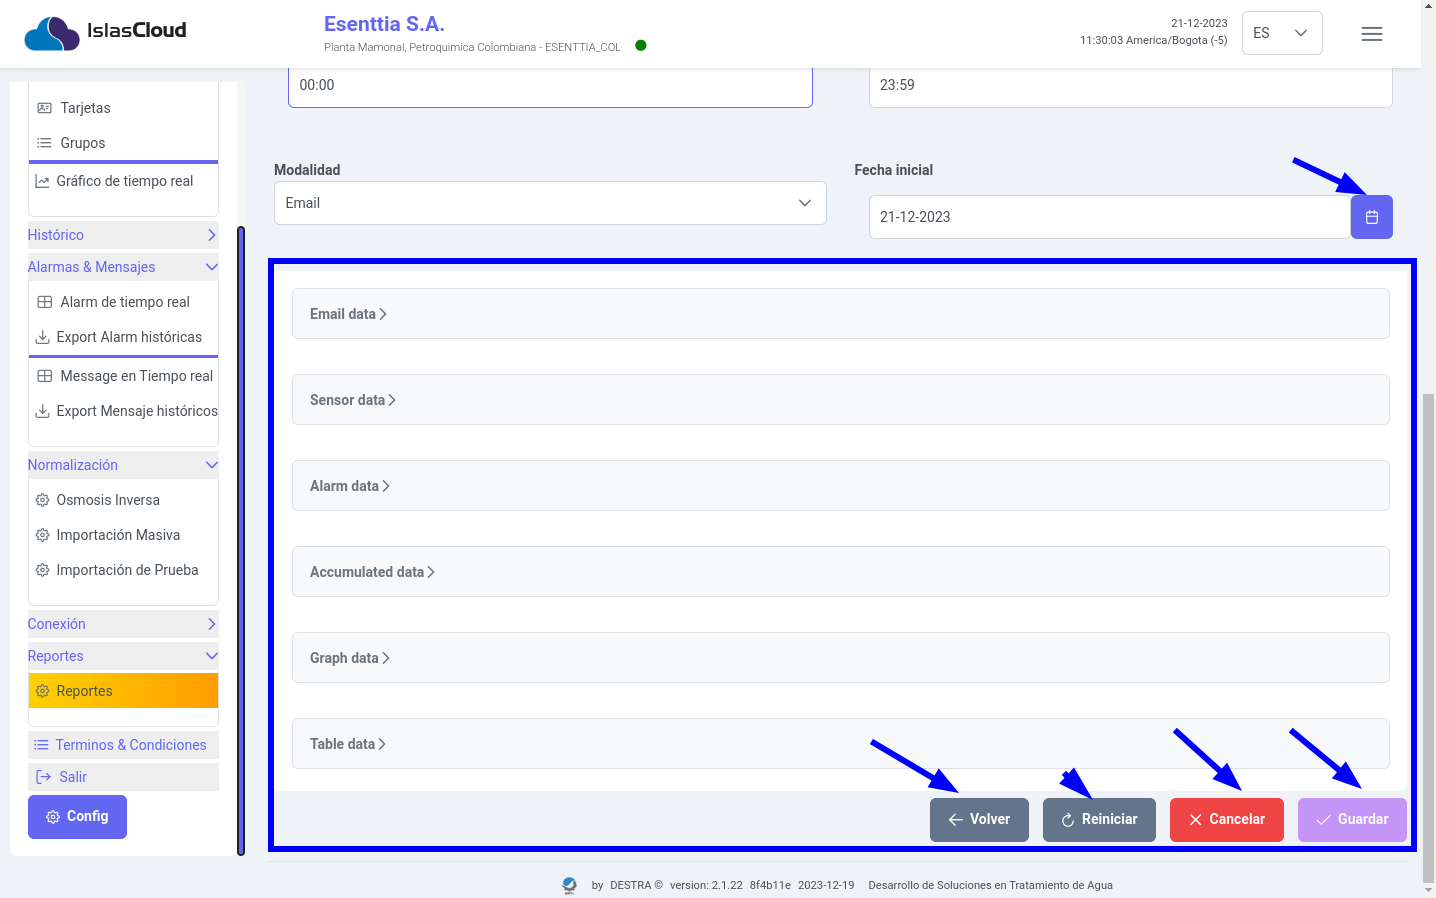 IslasCloud
Esenttia S.A.
Planta Mamonal, Petroquimica Colombiana - ESENTTIA_COL
21-12-2023
11:30:03 America/Bogota (-5)
ES
Tarjetas
Grupos
Gráfico de tiempo real
Histórico
Alarmas & Mensajes
Alarm de tiempo real
Export Alarm históricas
Message en Tiempo real
Export Mensaje históricos
Normalización
Osmosis Inversa
Importación Masiva
Importación de Prueba
Conexión
Reportes
Reportes
Terminos & Condiciones
Salir
Config
00:00
23:59
Modalidad
Fecha inicial
Email
21-12-2023
Email data
Sensor data
Alarm data
Accumulated data
Graph data
Table data
Volver
Reiniciar
Cancelar
Guardar
by DESTRA © version: 2.1.22 8f4b11e 2023-12-19 Desarrollo de Soluciones en Tratamiento de Agua